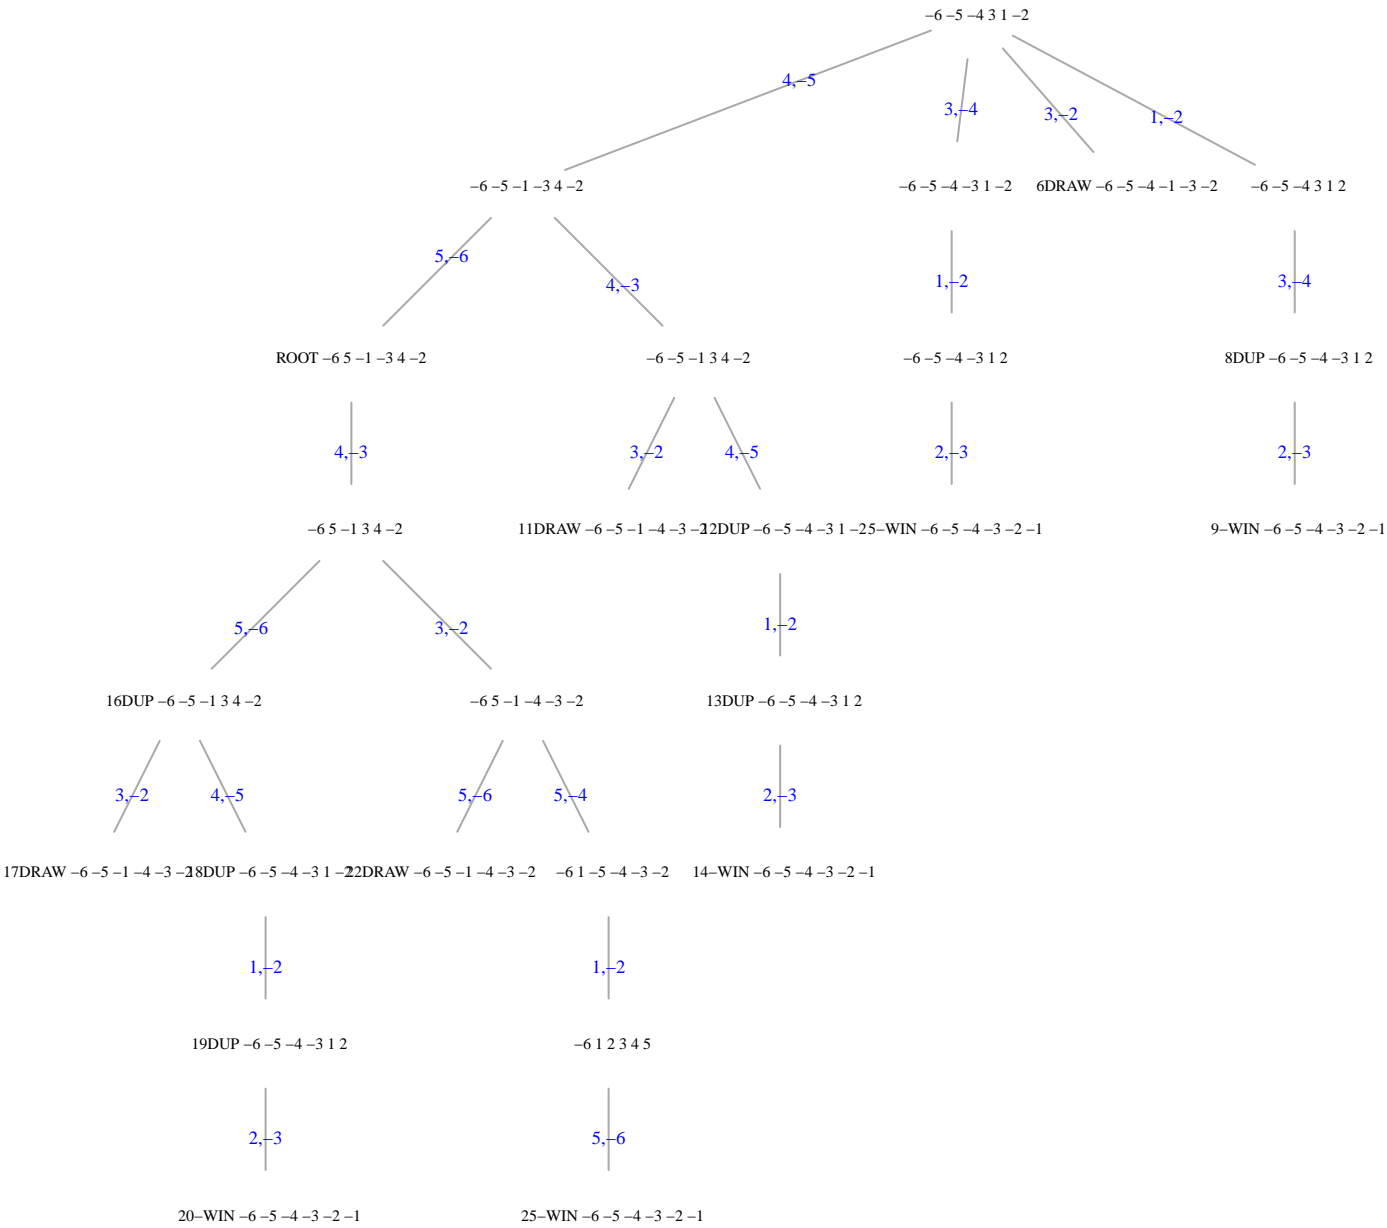 –6 –5 –4 3 1 –2
4,–5
3,–4
3,–2
1,–2
–6 –5 –1 –3 4 –2
–6 –5 –4 –3 1 –2
6DRAW –6 –5 –4 –1 –3 –2
–6 –5 –4 3 1 2
5,–6
4,–3
1,–2
3,–4
ROOT –6 5 –1 –3 4 –2
–6 –5 –1 3 4 –2
–6 –5 –4 –3 1 2
8DUP –6 –5 –4 –3 1 2
4,–3
3,–2
4,–5
2,–3
2,–3
–6 5 –1 3 4 –2
11DRAW –6 –5 –1 –4 –3 –2
12DUP –6 –5 –4 –3 1 –2
5–WIN –6 –5 –4 –3 –2 –1
9–WIN –6 –5 –4 –3 –2 –1
5,–6
3,–2
1,–2
16DUP –6 –5 –1 3 4 –2
–6 5 –1 –4 –3 –2
13DUP –6 –5 –4 –3 1 2
3,–2
4,–5
5,–6
5,–4
2,–3
17DRAW –6 –5 –1 –4 –3 –2
18DUP –6 –5 –4 –3 1 –2
22DRAW –6 –5 –1 –4 –3 –2
–6 1 –5 –4 –3 –2
14–WIN –6 –5 –4 –3 –2 –1
1,–2
1,–2
19DUP –6 –5 –4 –3 1 2
–6 1 2 3 4 5
2,–3
5,–6
20–WIN –6 –5 –4 –3 –2 –1
25–WIN –6 –5 –4 –3 –2 –1